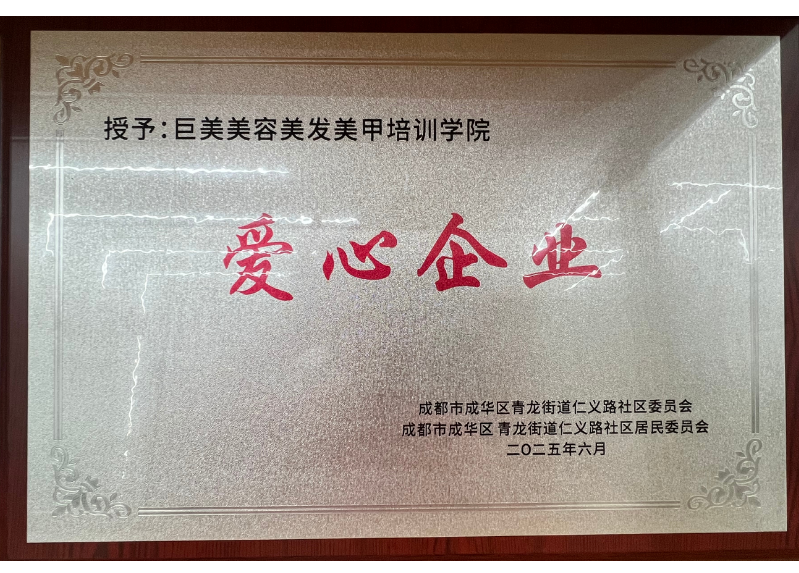 授予：巨美美容美发美甲培训学院
爱心企业
成都市成华区青龙街道仁义路社区委员会
成都市成华区青龙街道仁义路社区居民委员会
二〇二五年六月